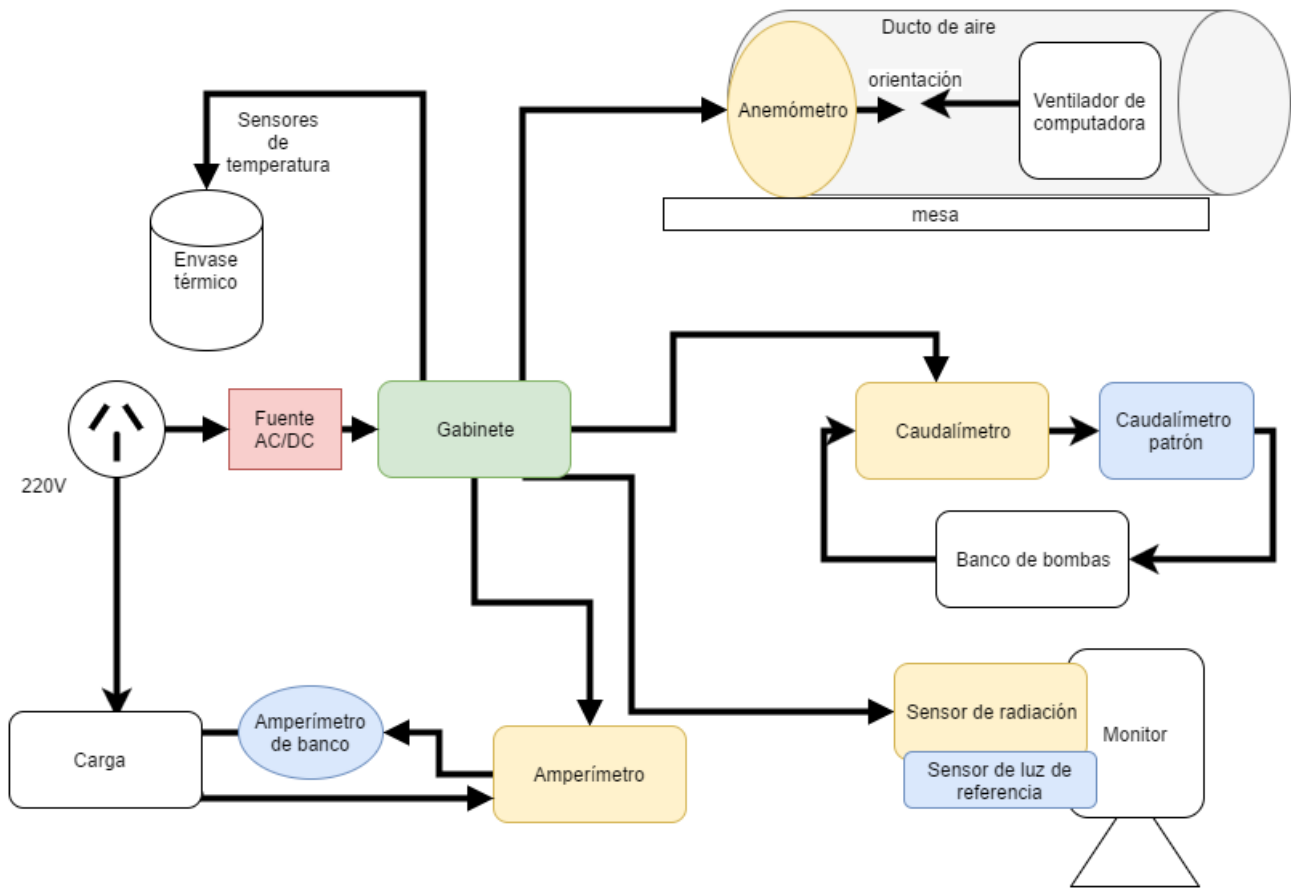 Ducto de aire
orientación
Anemómetro
Ventilador de
computadora
mesa
Sensores
de
temperatura
Envase
térmico
220V
Fuente
AC/DC
Gabinete
Caudalímetro
Caudalímetro
patrón
Banco de bombas
Carga
Amperímetro
de banco
Amperímetro
Sensor de radiación
Monitor
Sensor de luz de
referencia